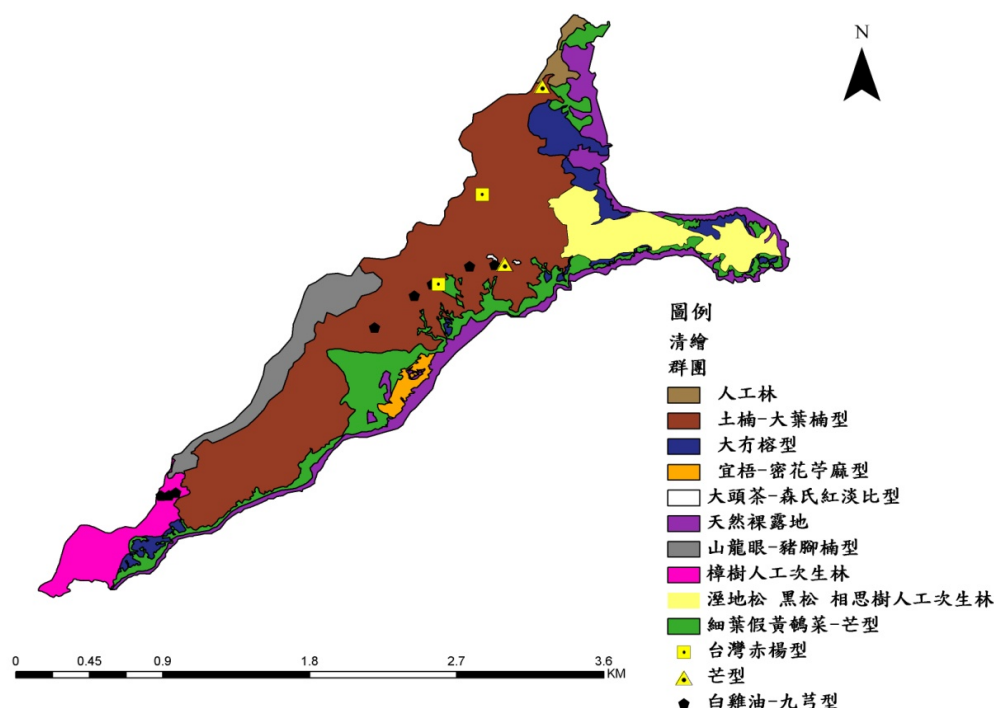 N
圖例
清繪
群團
人工林
土楠-大葉楠型
大冇榕型
宜梧-密花苧麻型
大頭茶-森氏紅淡比型
天然裸露地
山龍眼-豬腳楠型
樟樹人工次生林
溼地松 黑松 相思樹人工次生林
細葉假黃鵪菜-芒型
台灣赤楊型
芒型
白雞油-九芎型
0 0.45 0.9 1.8 2.7 3.6
KM